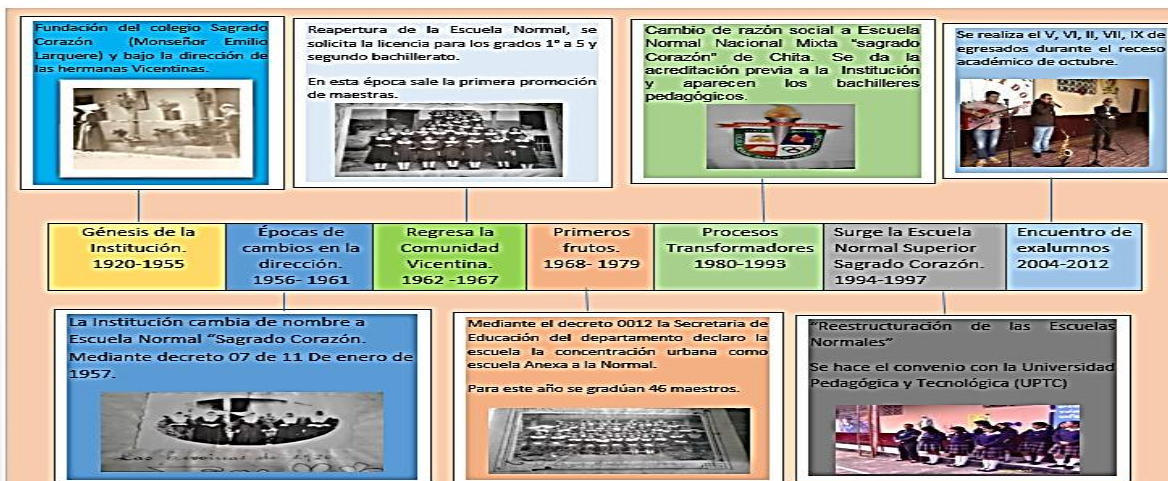 Fundación del colegio Sagrado
Corazón (Monseñor Emilio
Larquere) y bajo la dirección de
las hermanas Vicentinas.
Reapertura de la Escuela Normal, se
solicita la licencia para los grados 1° a 5 y
segundo bachillerato.
En esta época sale la primera promoción
de maestras.
Cambio de razón social a Escuela
Normal Nacional Mixta "sagrado
Corazón" de Chita. Se da la
acreditación previa a la Institución
y aparecen los bachilleres
pedagógicos.
Se realiza el V, VI, II, VII, IX de
egresados durante el receso
académico de octubre.
Génesis de la
Institución.
1920-1955
Épocas de
cambios en la
dirección.
1956- 1961
Regresa la
Comunidad
Vicentina.
1962 -1967
Primeros
frutos.
1968- 1979
Procesos
Transformadores
1980-1993
Surge la Escuela
Normal Superior
Sagrado Corazón.
1994-1997
Encuentro de
exalumnos
2004-2012
La Institución cambia de nombre a
Escuela Normal "Sagrado Corazón.
Mediante decreto 07 de 11 De enero de
1957.
Las heroinas de 1920
Mediante el decreto 0012 la Secretaria de
Educación del departamento declaro la
escuela la concentración urbana como
escuela Anexa a la Normal.
Para este año se gradúan 46 maestros.
"Reestructuración de las Escuelas
Normales"
Se hace el convenio con la Universidad
Pedagógica y Tecnológica (UPTC)